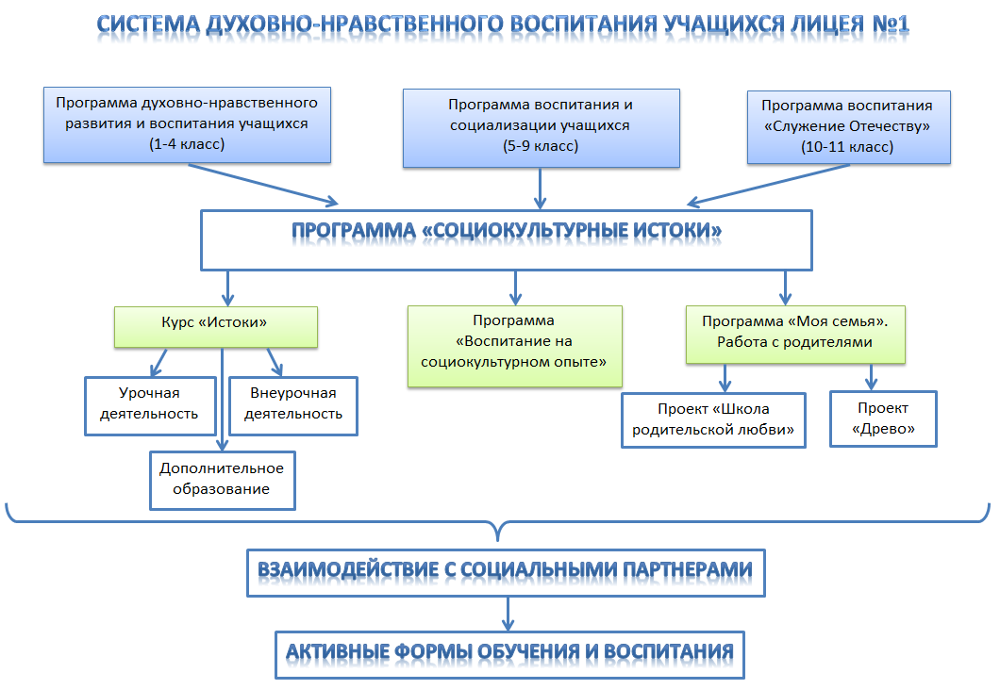 СИСТЕМА ДУХОВНО-НРАВСТВЕННОГО ВОСПИТАНИЯ УЧАЩИХСЯ ЛИЦЕЯ №1
Программа духовно-нравственного
развития и воспитания учащихся
(1-4 класс)
Программа воспитания и
социализации учащихся
(5-9 класс)
Программа воспитания
«Служение Отечеству»
(10-11 класс)
ПРОГРАММА «СОЦИОКУЛЬТУРНЫЕ ИСТОКИ»
Курс «Истоки»
Программа
«Воспитание на
социокультурном опыте»
Программа «Моя семья».
Работа с родителями
Урочная
деятельность
Внеурочная
деятельность
Дополнительное
образование
Проект «Школа
родительской любви»
Проект
«Древо»
ВЗАИМОДЕЙСТВИЕ С СОЦИАЛЬНЫМИ ПАРТНЕРАМИ
АКТИВНЫЕ ФОРМЫ ОБУЧЕНИЯ И ВОСПИТАНИЯ